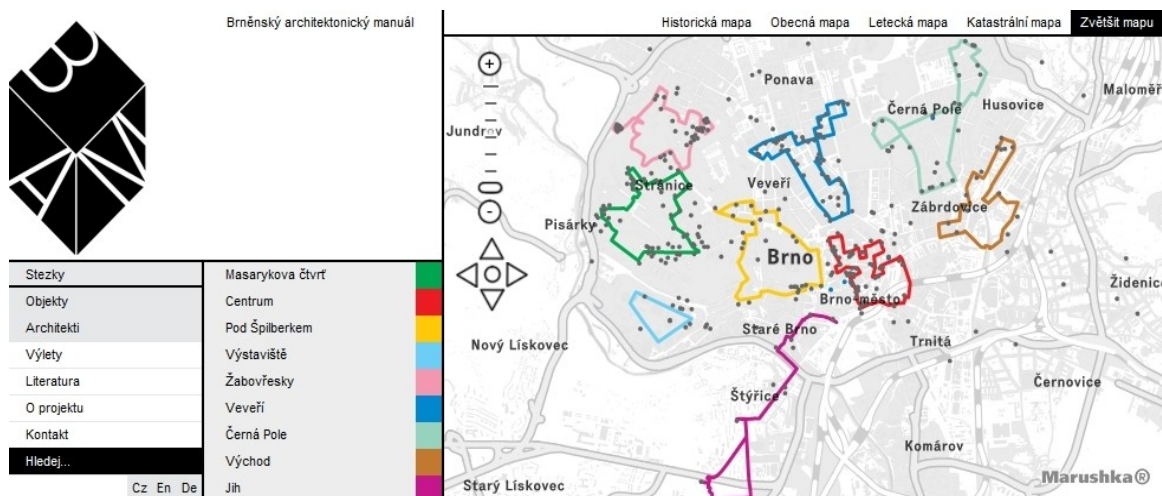 BAM
Brněnský architektonický manuál
Historická mapa
Obecná mapa
Letecká mapa
Katastrální mapa
Zvětšit mapu
Stezky
Objekty
Architekti
Výlety
Literatura
O projektu
Kontakt
Hledej...
Cz En De
Masarykova čtvrť
Centrum
Pod Špilberkem
Výstaviště
Žabovřesky
Veveří
Černá Pole
Východ
Jih
Ponava
Černá Pole
Husovice
Maloměř
Jundrov
Stránice
Veveří
Zábrdovice
Pisárky
Brno
Židenice
Brno-město
Staré Brno
Trnitá
Nový Lískovec
Štýřice
Černovice
Komárov
Starý Lískovec
Marushka®